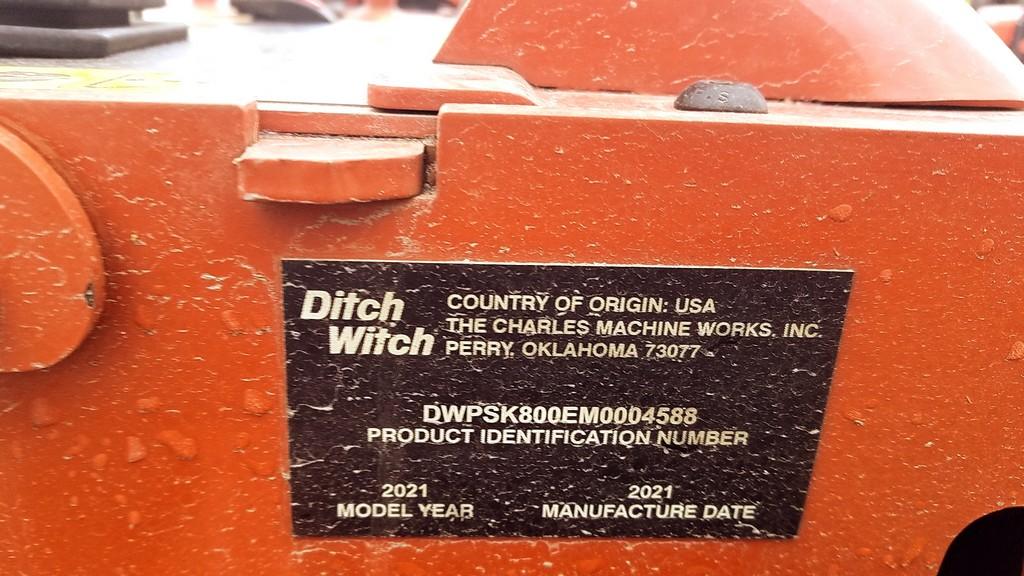 Ditch
Witch
COUNTRY OF ORIGIN: USA
THE CHARLES MACHINE WORKS, INC.
PERRY, OKLAHOMA 73077
DWPSK800EM0004588
PRODUCT IDENTIFICATION NUMBER
2021
MODEL YEAR
2021
MANUFACTURE DATE